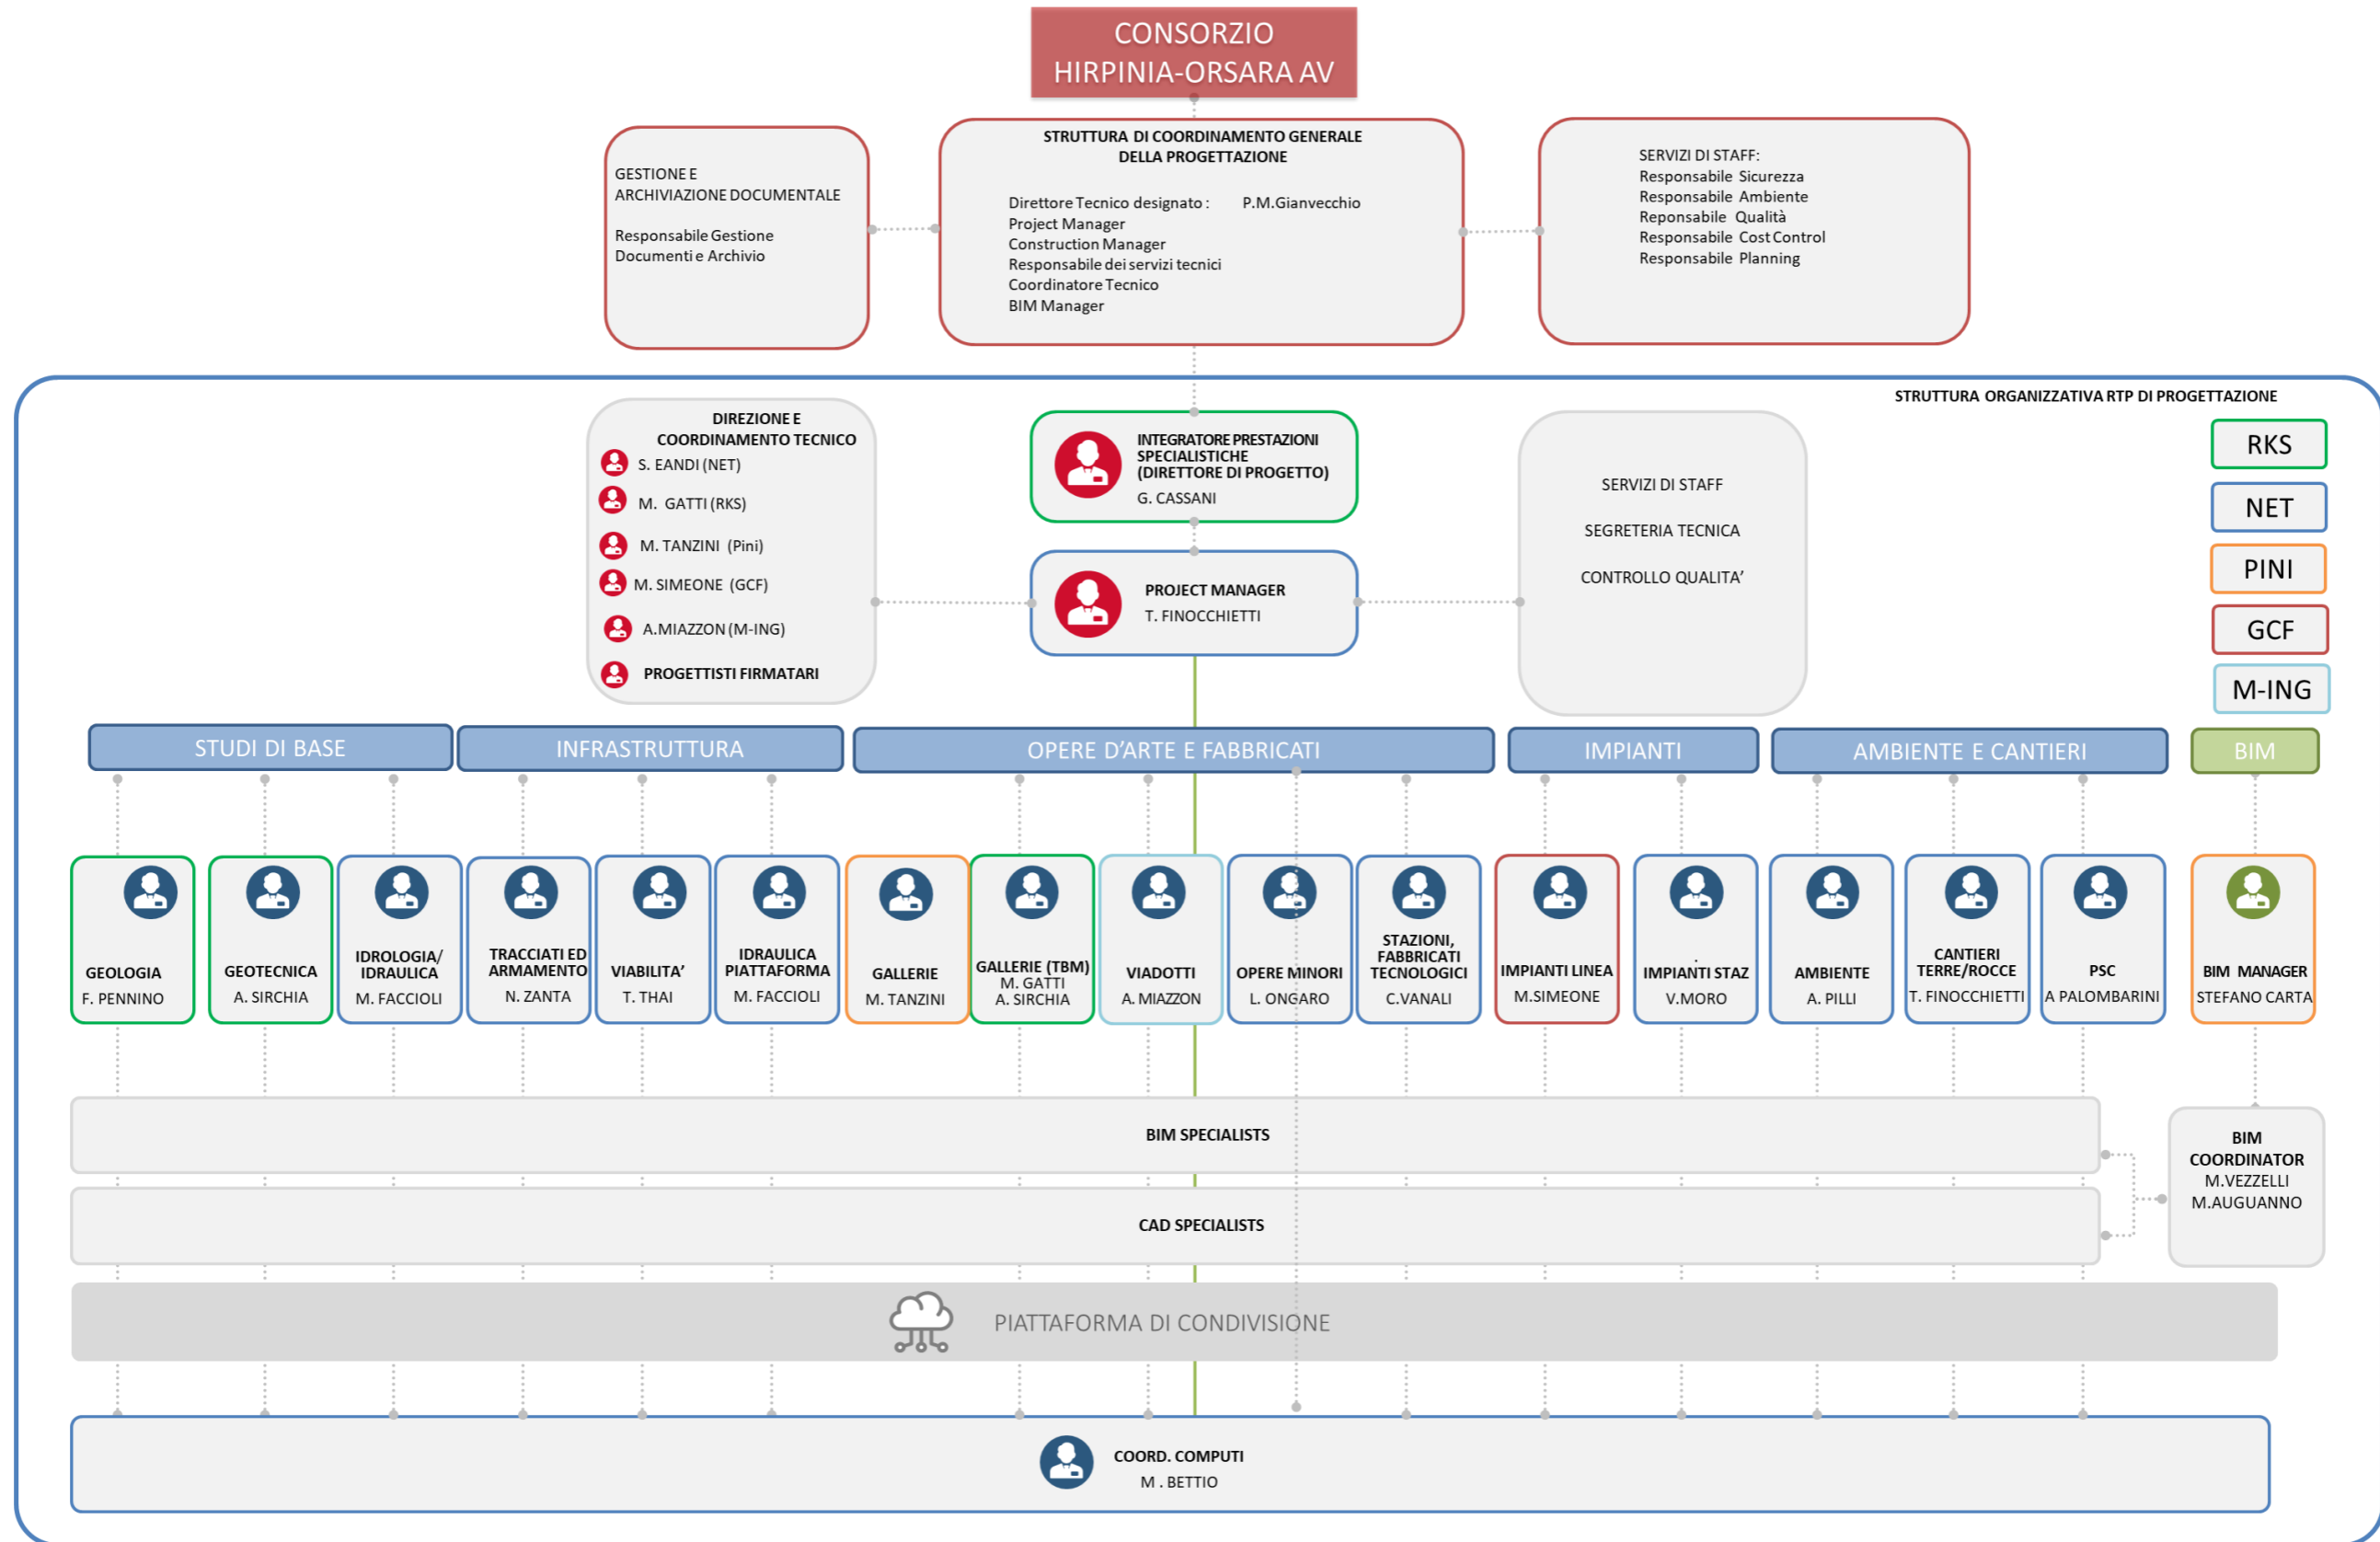 CONSORZIO
HIRPINIA-ORSARA AV
GESTIONE E
ARCHIVIAZIONE DOCUMENTALE
Responsabile Gestione
Documenti e Archivio
STRUTTURA DI COORDINAMENTO GENERALE
DELLA PROGETTAZIONE
Direttore Tecnico designato : P.M.Gianvecchio
Project Manager
Construction Manager
Responsabile dei servizi tecnici
Coordinatore Tecnico
BIM Manager
SERVIZI DI STAFF:
Responsabile Sicurezza
Responsabile Ambiente
Reponsabile Qualità
Responsabile Cost Control
Responsabile Planning
STRUTTURA ORGANIZZATIVA RTP DI PROGETTAZIONE
DIREZIONE E
COORDINAMENTO TECNICO
S. EANDI (NET)
M. GATTI (RKS)
M. TANZINI (Pini)
M. SIMEONE (GCF)
A.MIAZZON (M-ING)
PROGETTISTI FIRMATARI
INTEGRATORE PRESTAZIONI
SPECIALISTICHE
(DIRETTORE DI PROGETTO)
G. CASSANI
PROJECT MANAGER
T. FINOCCHIETTI
SERVIZI DI STAFF
SEGRETERIA TECNICA
CONTROLLO QUALITA’
RKS
NET
PINI
GCF
M-ING
STUDI DI BASE
INFRASTRUTTURA
OPERE D’ARTE E FABBRICATI
IMPIANTI
AMBIENTE E CANTIERI
BIM
GEOLOGIA
F. PENNINO
GEOTECNICA
A. SIRCHIA
IDROLOGIA/
IDRAULICA
M. FACCIOLI
TRACCIATI ED
ARMAMENTO
N. ZANTA
VIABILITA’
T. THAI
IDRAULICA
PIATTAFORMA
M. FACCIOLI
GALLERIE
M. TANZINI
GALLERIE (TBM)
M. GATTI
A. SIRCHIA
VIADOTTI
A. MIAZZON
OPERE MINORI
L. ONGARO
STAZIONI,
FABBRICATI
TECNOLOGICI
C.VANALI
IMPIANTI LINEA
M.SIMEONE
.
IMPIANTI STAZ
V.MORO
AMBIENTE
A. PILLI
CANTIERI
TERRE/ROCCE
T. FINOCCHIETTI
PSC
A PALOMBARINI
BIM MANAGER
STEFANO CARTA
BIM SPECIALISTS
CAD SPECIALISTS
BIM
COORDINATOR
M.VEZZELLI
M.AUGUANNO
PIATTAFORMA DI CONDIVISIONE
COORD. COMPUTI
M . BETTIO